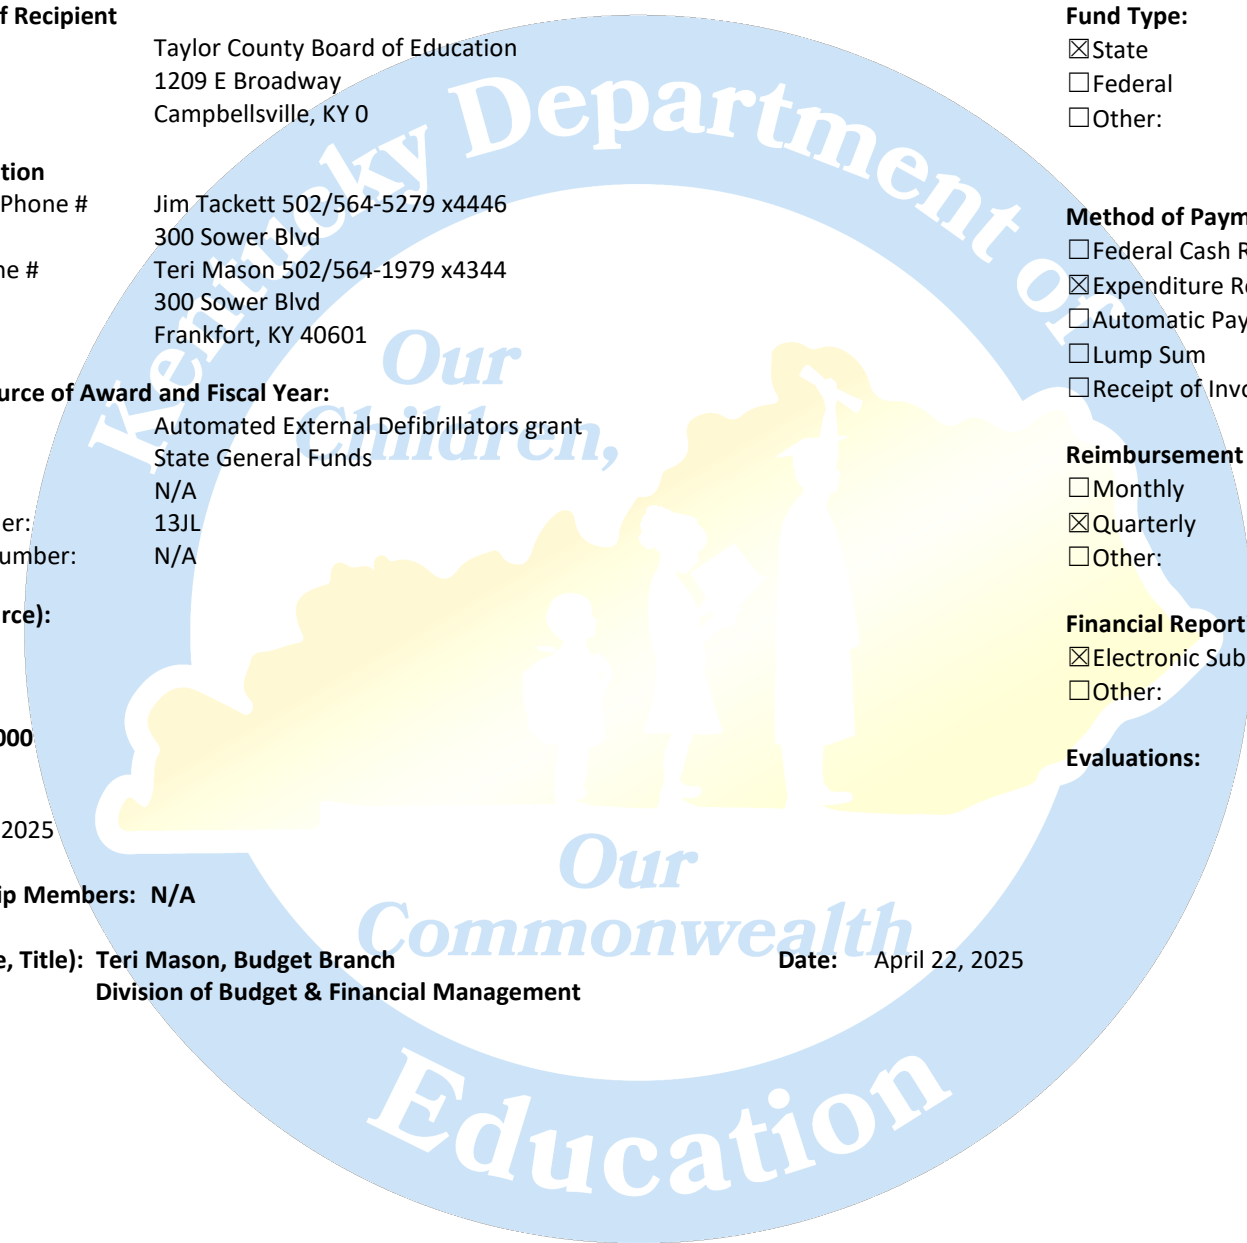 f Recipient
Taylor County Board of Education
1209 E Broadway
Campbellsville, KY 0
tion
Phone # Jim Tackett 502/564-5279 x4446
300 Sower Blvd
ne # Teri Mason 502/564-1979 x4344
300 Sower Blvd
Frankfort, KY 40601
urce of Award and Fiscal Year:
Automated External Defibrillators grant
State General Funds
N/A
er: 13JL
umber: N/A
rce):
000
2025
ip Members: N/A
e, Title): Teri Mason, Budget Branch
Division of Budget & Financial Management
Date: April 22, 2025
Fund Type:
☒State
☐Federal
☐Other:
Method of Paym
☐Federal Cash R
☒Expenditure Re
☐Automatic Pay
☐Lump Sum
☐Receipt of Invo
Reimbursement
☐Monthly
☒Quarterly
☐Other:
Financial Report
☒Electronic Sub
☐Other:
Evaluations:
Kentucky Department of
Education
Our
Children,
Our
Commonwealth